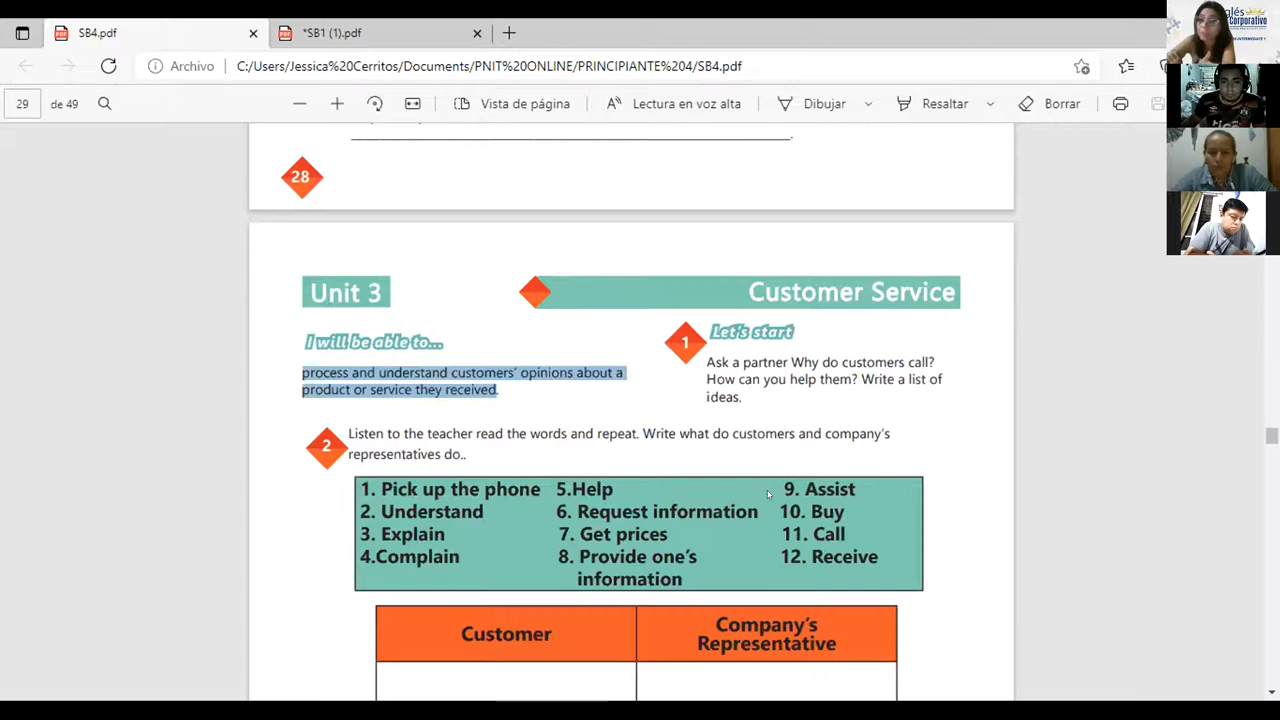 SB4.pdf
*SB1 (1).pdf
Archivo
C:/Users/Jessica%20Cerritos/Documents/PNIT%20ONLINE/PRINCIPIANTE%204/SB4.pdf
29
de 49
Vista de página
Lectura en voz alta
Dibujar
Resaltar
Borrar
28
Unit 3
Customer Service
I will be able to...
process and understand customers' opinions about a
product or service they received.
1
Let's start
Ask a partner Why do customers call?
How can you help them? Write a list of
ideas.
2
Listen to the teacher read the words and repeat. Write what do customers and company's
representatives do..
1. Pick up the phone
2. Understand
3. Explain
4.Complain
5.Help
6. Request information
7. Get prices
8. Provide one's
information
9. Assist
10. Buy
11. Call
12. Receive
Customer
Company's
Representative
Corporativo